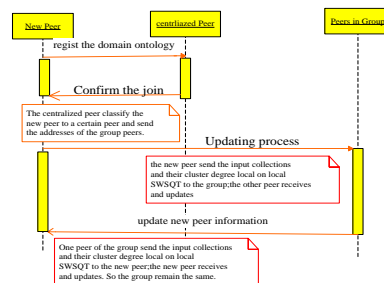 New Peer
centrliazed Peer
Peers in Group
regist the domain ontology
Confirm the join
The centralized peer classify the
new peer to a certain peer and send
the addresses of the group peers.
Updating process
the new peer send the input collections
and their cluster degree local on local
SWSQT to the group;the other peer receives
and updates
update new peer information
One peer of the group send the input collections
and their cluster degree local on local
SWSQT to the new peer;the new peer receives
and updates. So the group remain the same.